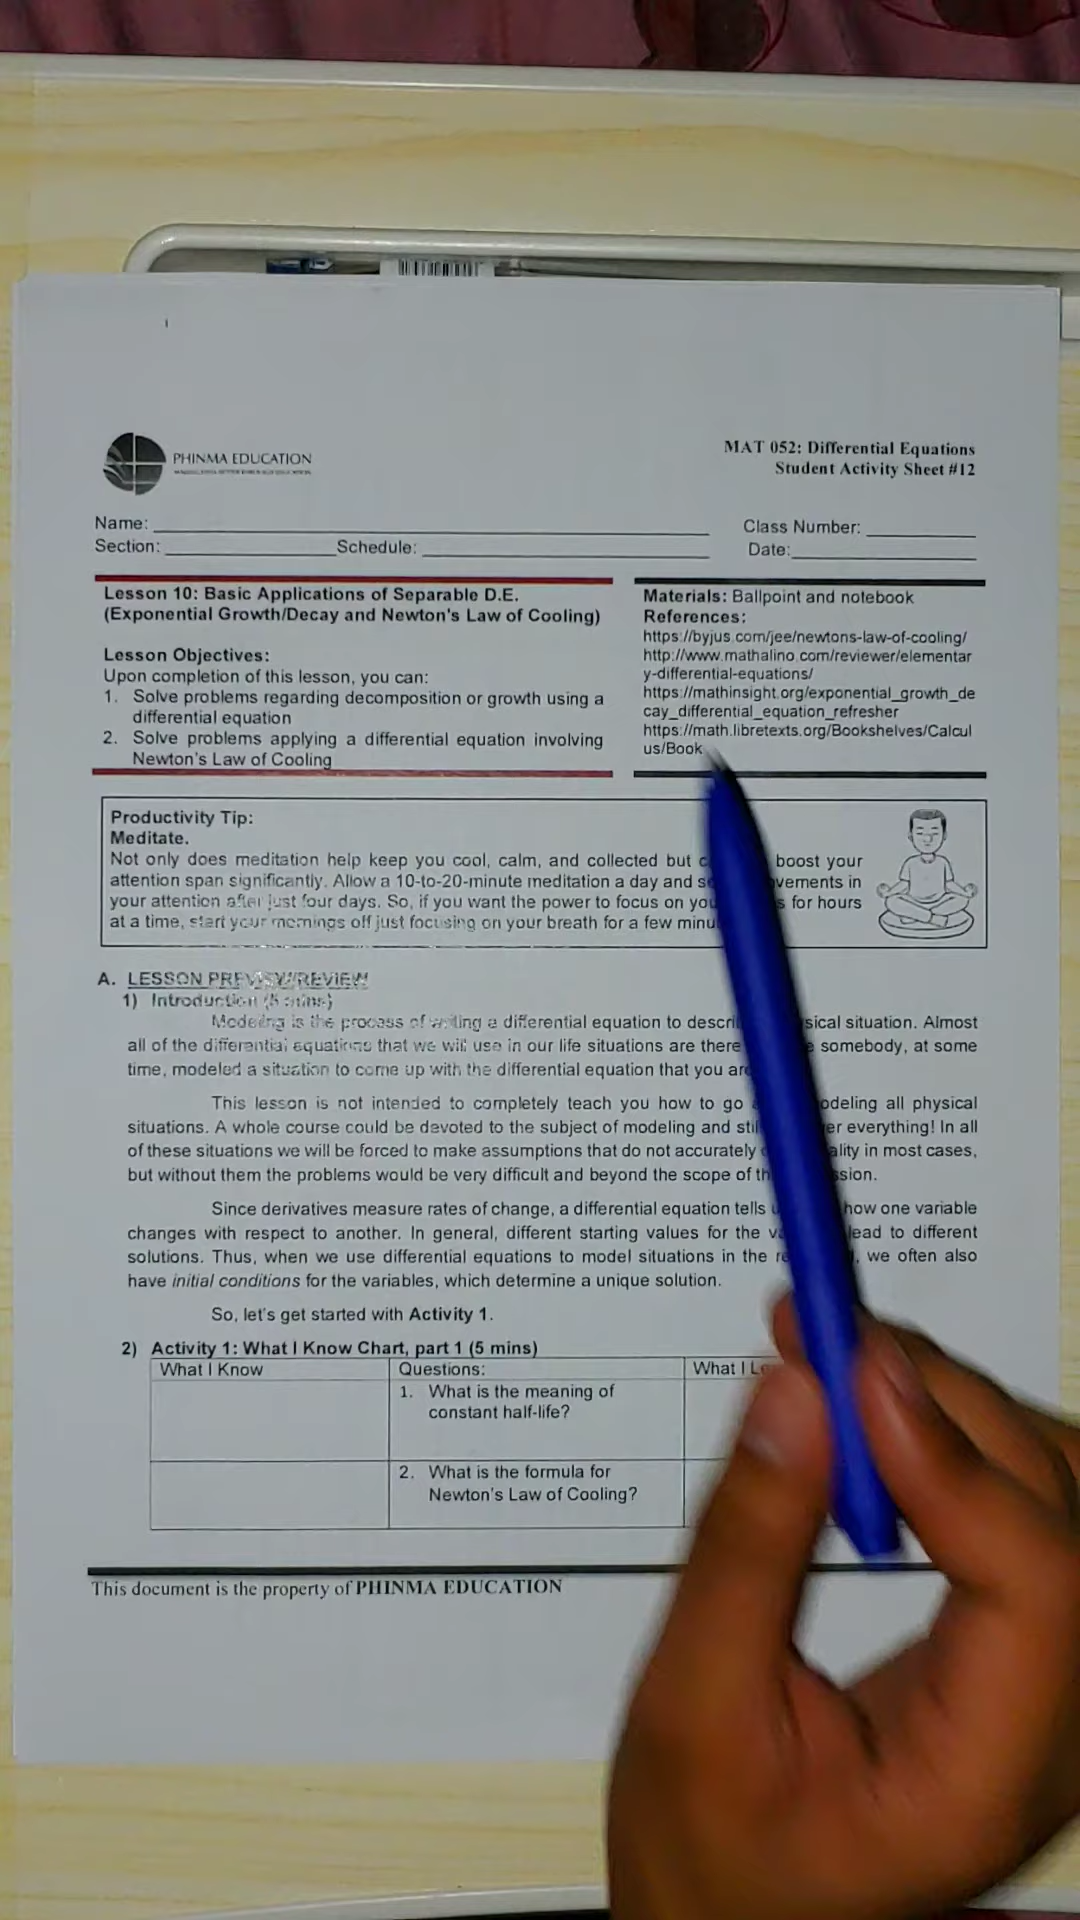 PHINMA EDUCATION
MAT 052: Differential Equations
Student Activity Sheet #12
Name:
Class Number:
Section: Schedule:
Date:
Lesson 10: Basic Applications of Separable D.E.
(Exponential Growth/Decay and Newton's Law of Cooling)
Lesson Objectives:
Upon completion of this lesson, you can:
1. Solve problems regarding decomposition or growth using a
differential equation
2. Solve problems applying a differential equation involving
Newton's Law of Cooling
Materials: Ballpoint and notebook
References:
https://byjus.com/jee/newtons-law-of-cooling/
http://www.mathalino.com/reviewer/elementar
y-differential-equations/
https://mathinsight.org/exponential_growth_de
cay_differential_equation_refresher
https://math.libretexts.org/Bookshelves/Calcul
us/Book
Productivity Tip:
Meditate.
Not only does meditation help keep you cool, calm, and collected but boost your
attention span significantly. Allow a 10-to-20-minute meditation a day and in
your attention after just four days. So, if you want the power to focus on for hours
at a time, start your mornings off just focusing on your breath for a few
A. LESSON PREVIEW/REVIEW
1) Introduction (5 mins)
Modeling is the process of writing a differential equation to situation. Almost
all of the differential equations that we will use in our life situations are there somebody, at some
time, modeled a situation to come up with the differential equation that you
This lesson is not intended to completely teach you how to go all physical
situations. A whole course could be devoted to the subject of modeling and everything! In all
of these situations we will be forced to make assumptions that do not accurately in most cases,
but without them the problems would be very difficult and beyond the scope of
Since derivatives measure rates of change, a differential equation tells how one variable
changes with respect to another. In general, different starting values for the lead to different
solutions. Thus, when we use differential equations to model situations in the we often also
have initial conditions for the variables, which determine a unique solution.
So, let's get started with Activity 1.
2) Activity 1: What I Know Chart, part 1 (5 mins)
What I Know Questions: What I
1. What is the meaning of
constant half-life?
2. What is the formula for
Newton's Law of Cooling?
This document is the property of PHINMA EDUCATION